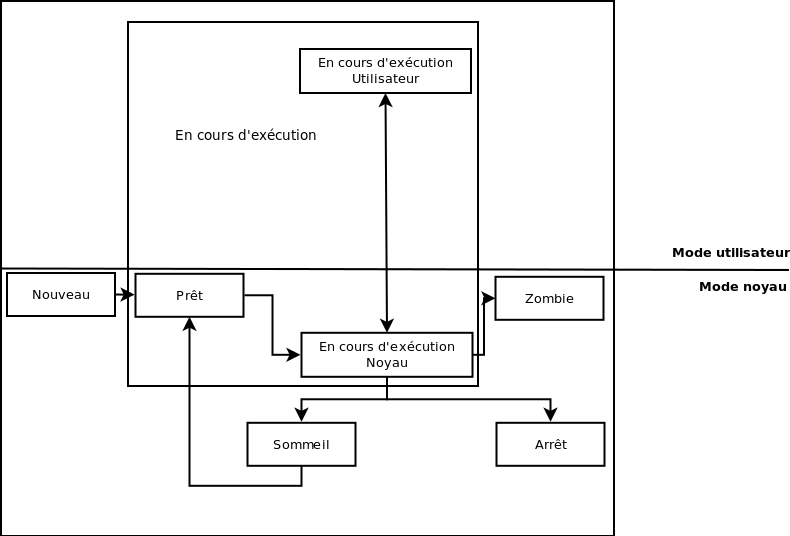 En cours d'exécution
Utilisateur
En cours d'exécution
Mode utilisateur
Mode noyau
Nouveau
Prêt
Zombie
En cours d'exécution
Noyau
Sommeil
Arrêt